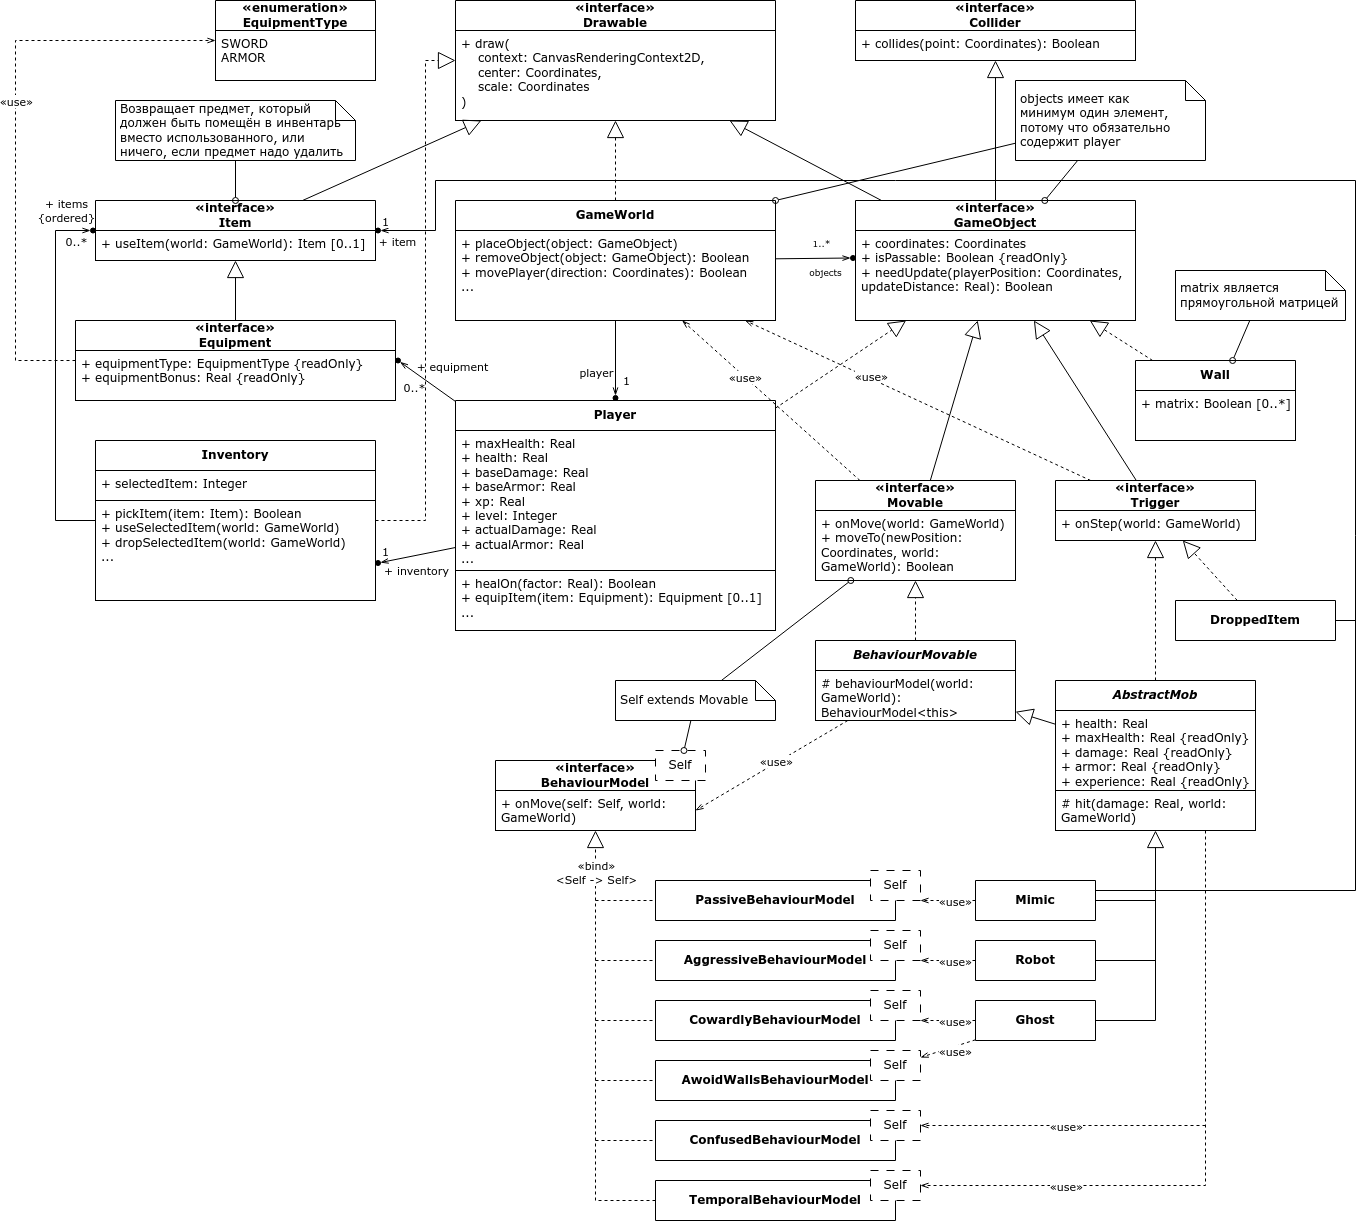 «enumeration»
EquipmentType
SWORD
ARMOR
«interface»
Drawable
+ draw(
context: CanvasRenderingContext2D,
center: Coordinates,
scale: Coordinates
)
«interface»
Collider
+ collides(point: Coordinates): Boolean
«use»
Возвращает предмет, который
должен быть помещён в инвентарь
вместо использованного, или
ничего, если предмет надо удалить
objects имеет как
минимум один элемент,
потому что обязательно
содержит player
+ items
{ordered}
0..*
«interface»
Item
+ useItem(world: GameWorld): Item [0..1]
1
+ item
GameWorld
+ placeObject(object: GameObject)
+ removeObject(object: GameObject): Boolean
+ movePlayer(direction: Coordinates): Boolean
...
1..*
objects
«interface»
GameObject
+ coordinates: Coordinates
+ isPassable: Boolean {readOnly}
+ needUpdate(playerPosition: Coordinates,
updateDistance: Real): Boolean
matrix является
прямоугольной матрицей
«interface»
Equipment
+ equipmentType: EquipmentType {readOnly}
+ equipmentBonus: Real {readOnly}
+ equipment
0..*
player
1
«use»
«use»
Wall
+ matrix: Boolean [0..*]
Inventory
+ selectedItem: Integer
+ pickItem(item: Item): Boolean
+ useSelectedItem(world: GameWorld)
+ dropSelectedItem(world: GameWorld)
...
1
+ inventory
Player
+ maxHealth: Real
+ health: Real
+ baseDamage: Real
+ baseArmor: Real
+ xp: Real
+ level: Integer
+ actualDamage: Real
+ actualArmor: Real
...
+ healOn(factor: Real): Boolean
+ equipItem(item: Equipment): Equipment [0..1]
...
«interface»
Movable
+ onMove(world: GameWorld)
+ moveTo(newPosition:
Coordinates, world:
GameWorld): Boolean
«interface»
Trigger
+ onStep(world: GameWorld)
DroppedItem
BehaviourMovable
# behaviourModel(world:
GameWorld):
BehaviourModel<this>
Self extends Movable
AbstractMob
+ health: Real
+ maxHealth: Real {readOnly}
+ damage: Real {readOnly}
+ armor: Real {readOnly}
+ experience: Real {readOnly}
# hit(damage: Real, world:
GameWorld)
«interface»
BehaviourModel
Self
+ onMove(self: Self, world:
GameWorld)
«use»
«bind»
<Self -> Self>
PassiveBehaviourModel
Self
«use»
Mimic
AggressiveBehaviourModel
Self
«use»
Robot
CowardlyBehaviourModel
Self
«use»
Ghost
«use»
AwoidWallsBehaviourModel
Self
ConfusedBehaviourModel
Self
«use»
TemporalBehaviourModel
Self
«use»